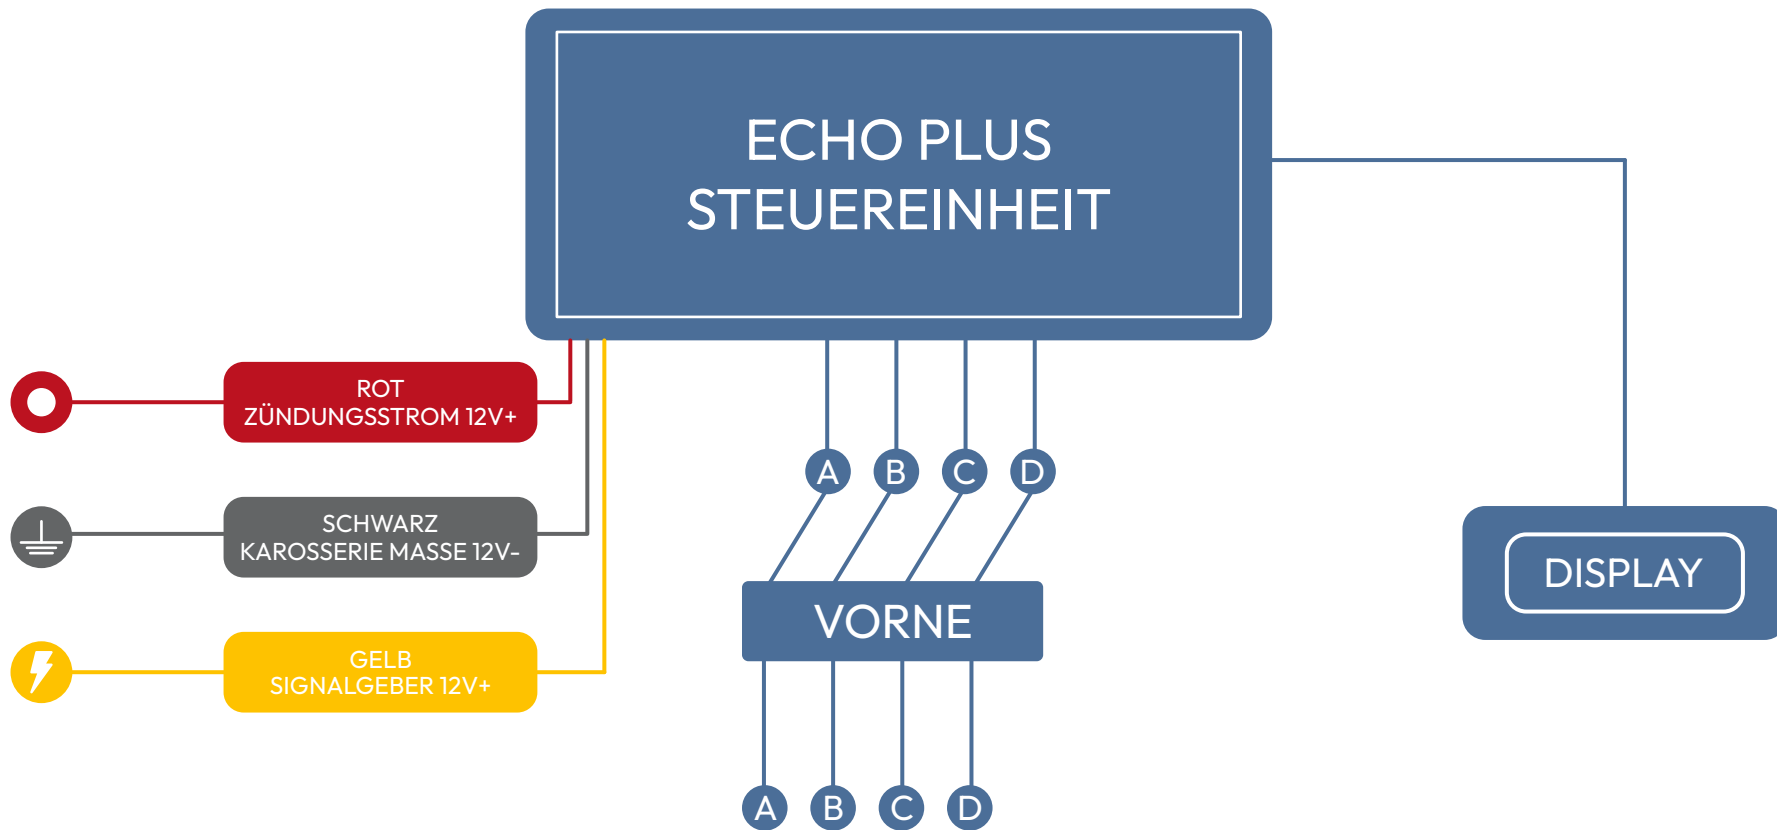 ECHO PLUS
STEUEREINHEIT
ROT
ZÜNDUNGSSTROM 12V+
SCHWARZ
KAROSSERIE MASSE 12V-
GELB
SIGNALGEBER 12V+
A B C D
VORNE
A B C D
DISPLAY